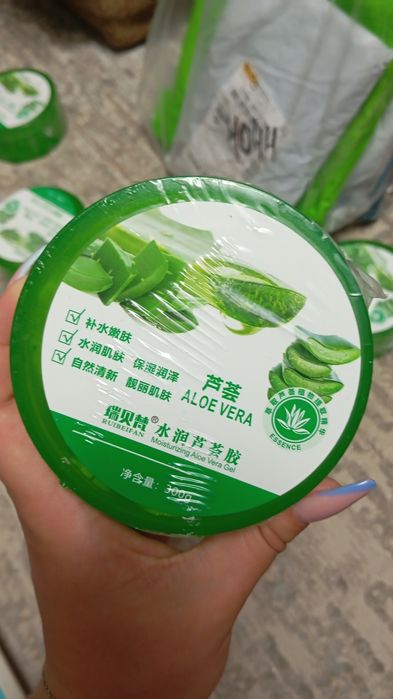 4044
补水嫩肤
水润肌肤 保湿润泽
自然清新 靓丽肌肤
芦荟
ALOE VERA
ESSENCE
瑞贝梵
RUIBEIFAN
水润芦荟胶
Moisturizing Aloe Vera Gel
净含量：300g